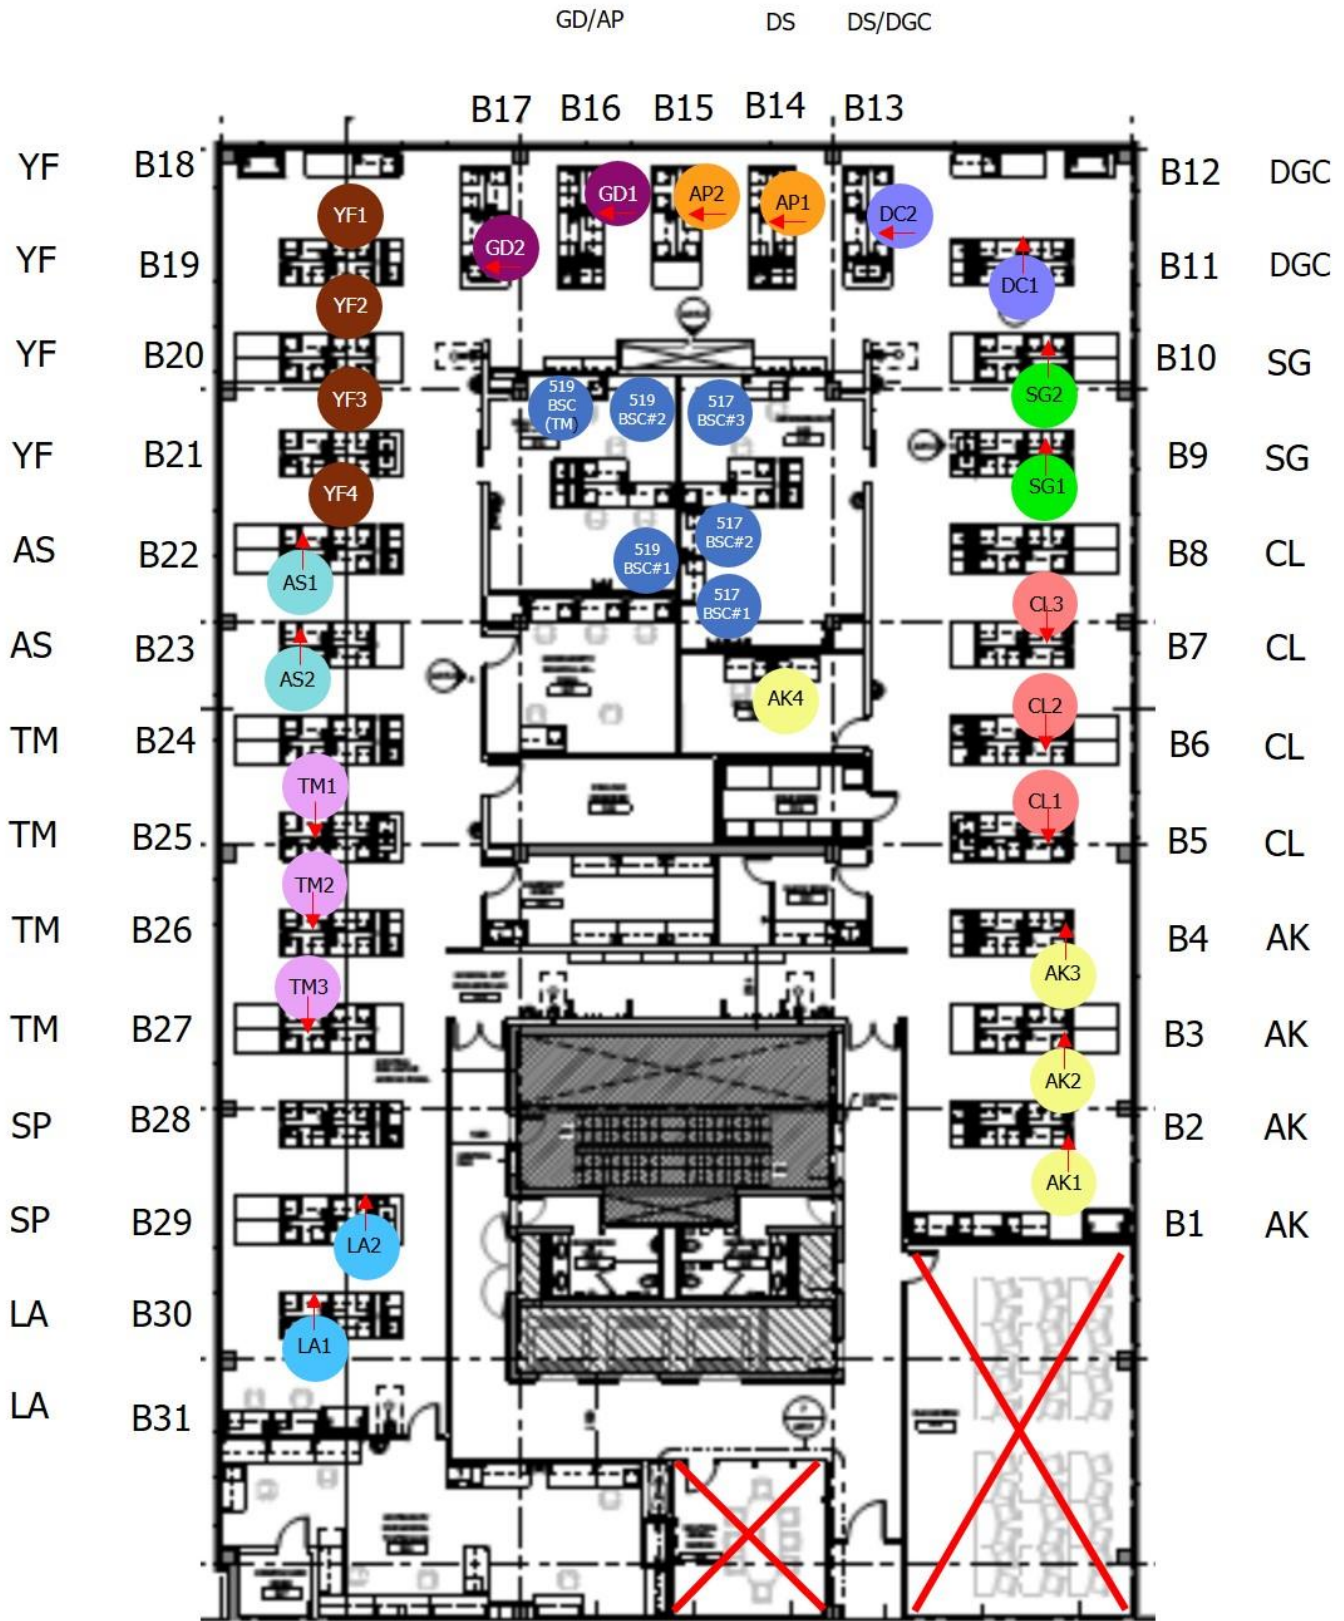 GD/AP DS DS/DGC
B17 B16 B15 B14 B13
YF B18 B12 DGC
YF1 GD1 AP2 AP1 DC2
GD2
YF B19 B11 DGC
YF2 DC1
YF B20 B10 SG
YF3 SG2
519
BSC
(TM)
519
BSC#2
517
BSC#3
YF B21 B9 SG
YF4 SG1
517
BSC#2
AS B22 B8 CL
AS1
519
BSC#1
517
BSC#1
CL3
AS B23 B7 CL
AS2 AK4 CL2
TM B24 B6 CL
TM1 CL1
TM B25 B5 CL
TM2
TM B26 B4 AK
TM3 AK3
TM B27 B3 AK
AK2
SP B28 B2 AK
AK1
SP B29 B1 AK
LA2
LA B30
LA1
LA B31